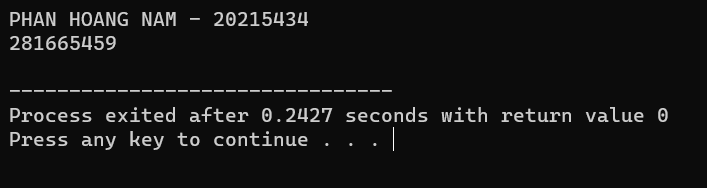 PHAN HOANG NAM - 20215434
281665459
--------------------------------
Process exited after 0.2427 seconds with return value 0
Press any key to continue . . .